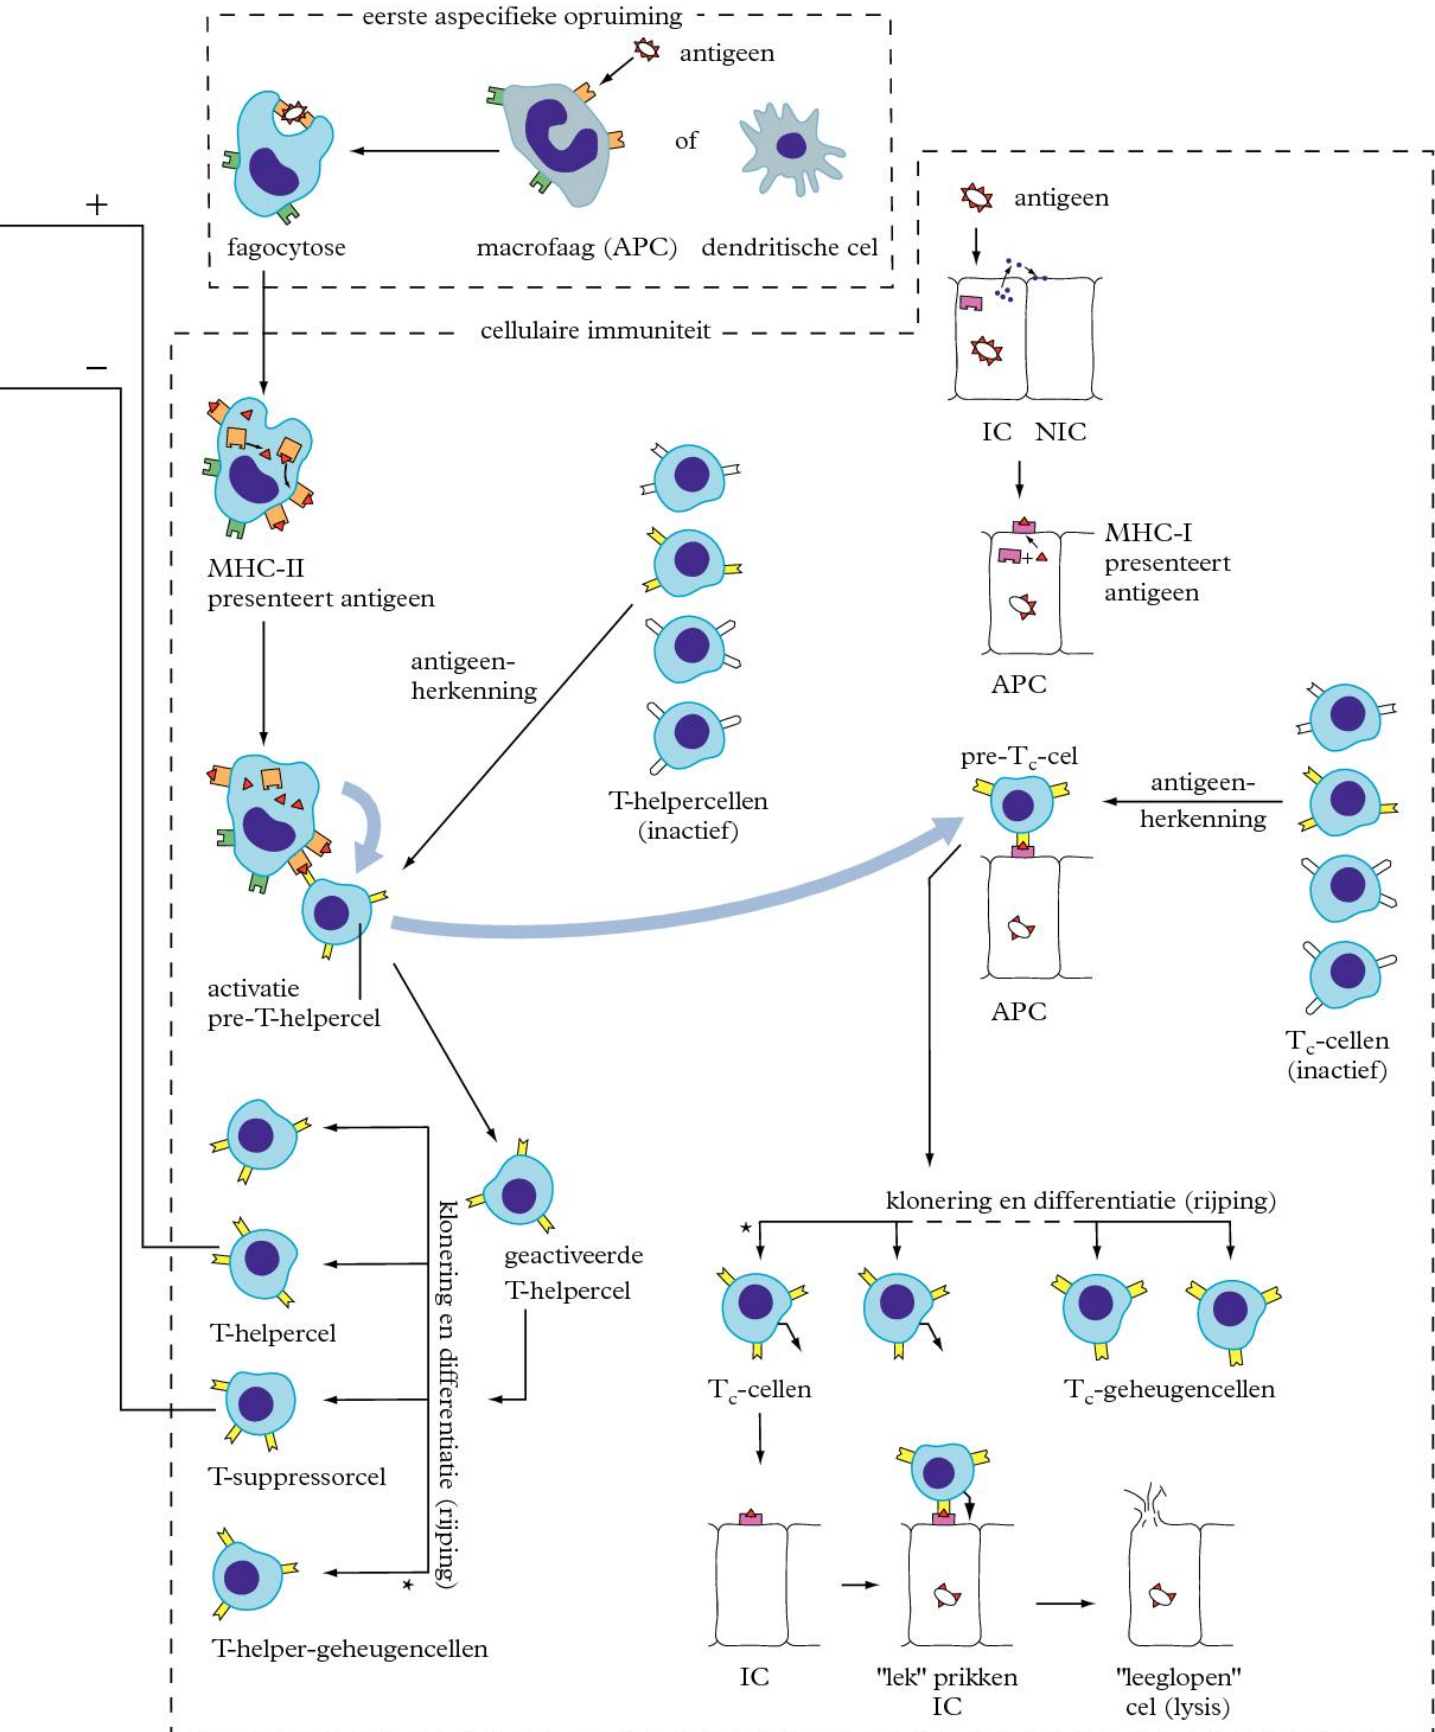 eerste aspecifieke opruiming
antigeen
of
fagocytose
macrofaag (APC)
dendritische cel
+
−
antigeen
cellulaire immuniteit
IC
NIC
MHC-II
presenteert antigeen
MHC-I
presenteert
antigeen
antigeen-
herkenning
APC
T-helpercellen
(inactief)
pre-Tc-cel
antigeen-
herkenning
+
activatie
pre-T-helpercel
APC
Tc-cellen
(inactief)
klonering en differentiatie (rijping)
*
geactiveerde
T-helpercel
klonering en differentiatie (rijping)
*
T-helpercel
Tc-cellen
Tc-geheugencellen
T-suppressorcel
T-helper-geheugencellen
IC
"lek" prikken
IC
"leeglopen"
cel (lysis)